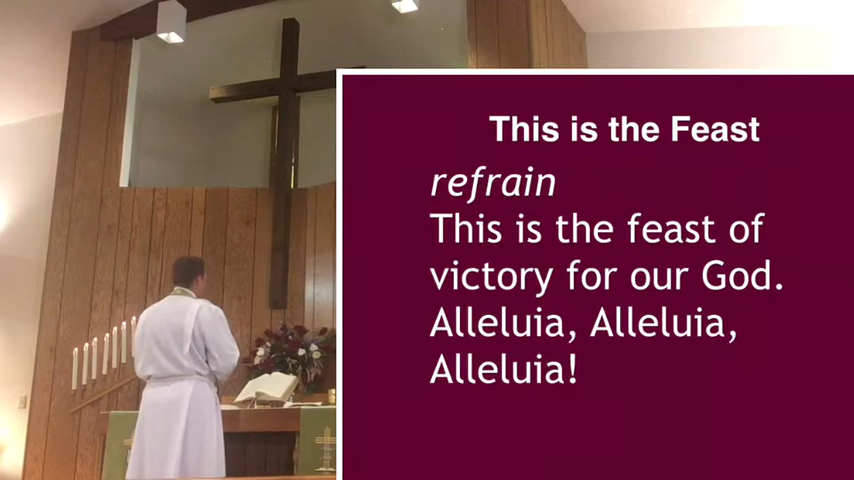 This is the Feast
refrain
This is the feast of
victory for our God.
Alleluia, Alleluia,
Alleluia!